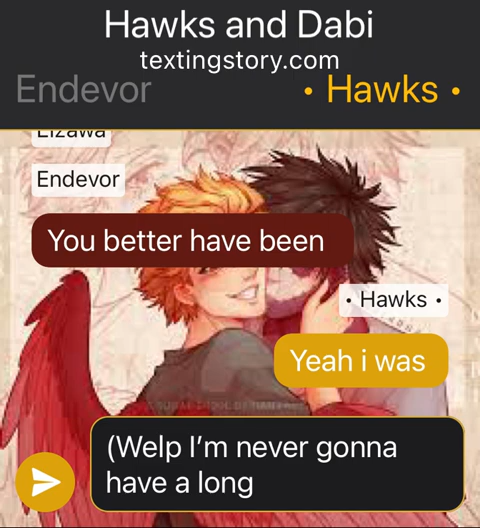 Hawks and Dabi
textingstory.com
Endevor
• Hawks •
Eizawa
Endevor
You better have been
• Hawks •
Yeah i was
(Welp I’m never gonna
have a long